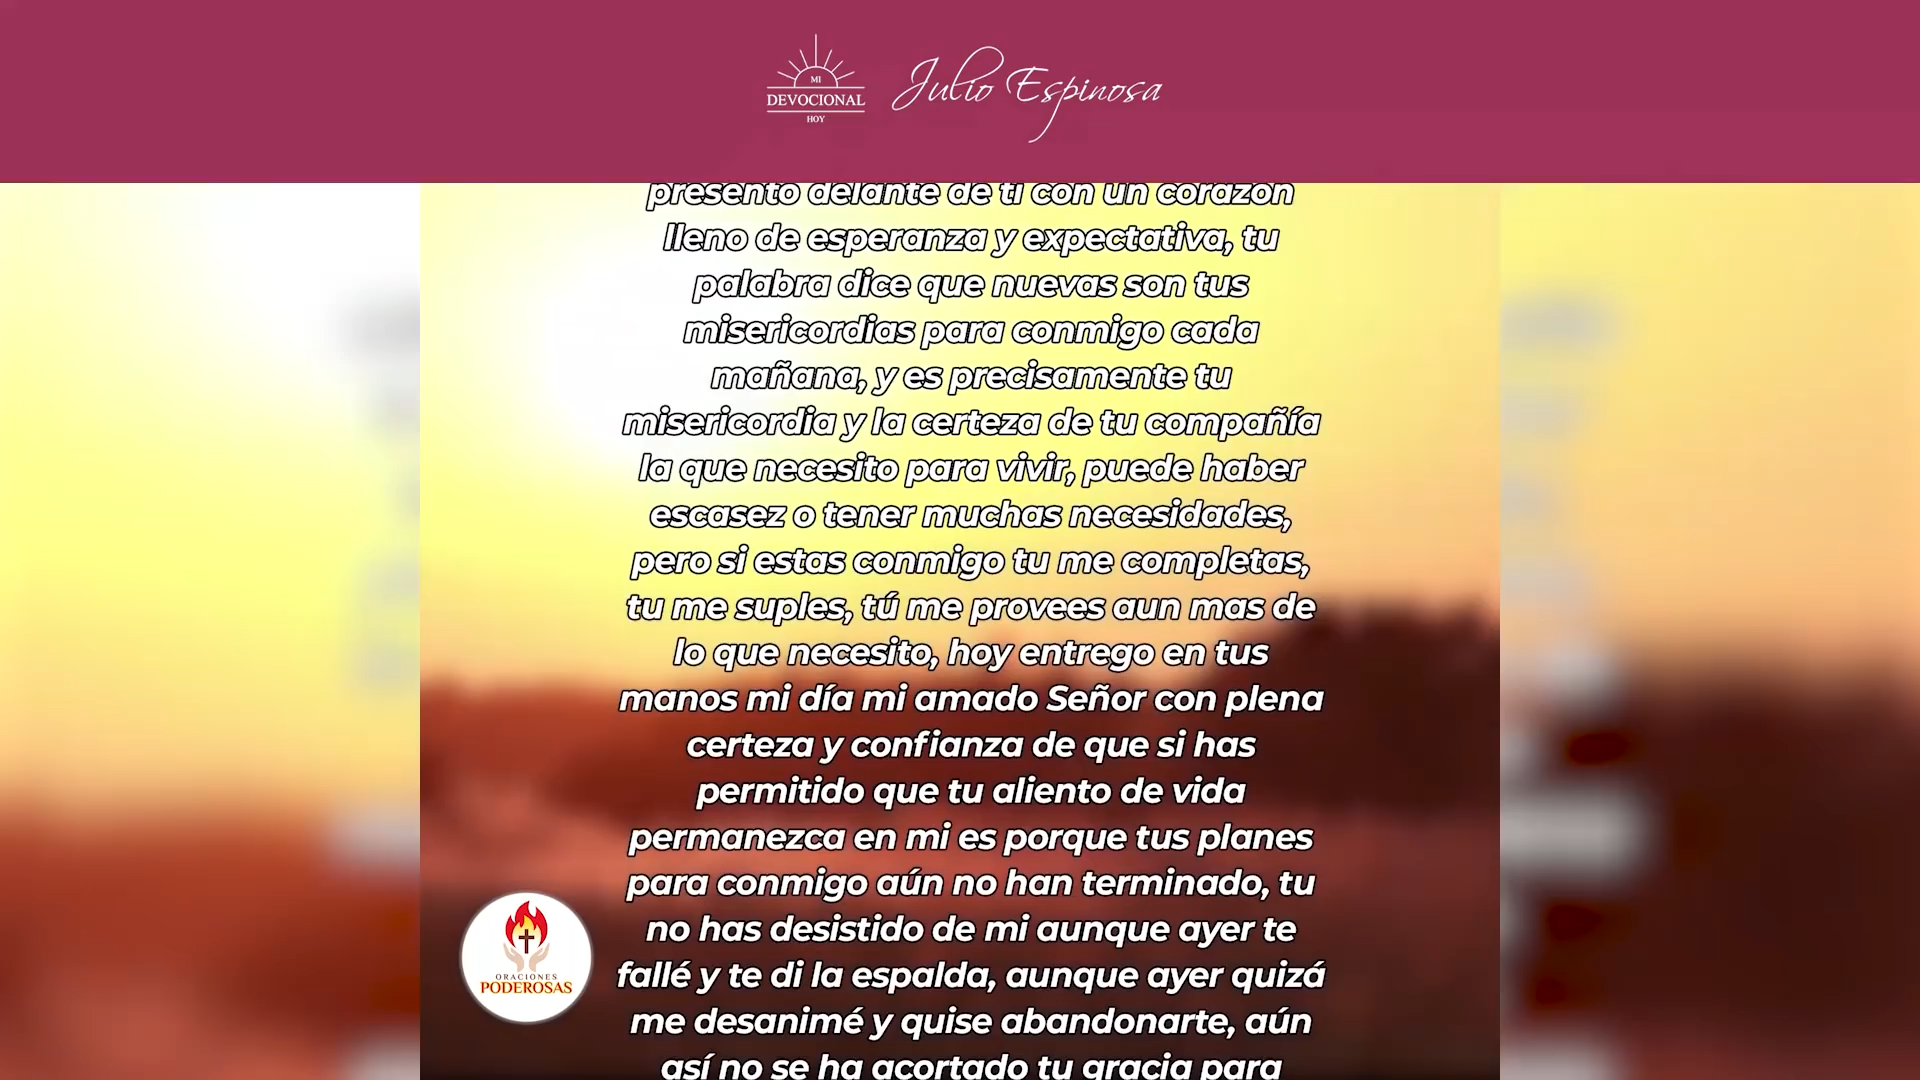 MI
DEVOCIONAL
HOY
Julio Espinosa
presento delante de ti con un corazón
lleno de esperanza y expectativa, tu
palabra dice que nuevas son tus
misericordias para conmigo cada
mañana, y es precisamente tu
misericordia y la certeza de tu compañía
la que necesito para vivir, puede haber
escasez o tener muchas necesidades,
pero si estas conmigo tu me completas,
tu me suples, tú me provees aun mas de
lo que necesito, hoy entrego en tus
manos mi día mi amado Señor con plena
certeza y confianza de que si has
permitido que tu aliento de vida
permanezca en mi es porque tus planes
para conmigo aún no han terminado, tu
no has desistido de mi aunque ayer te
fallé y te di la espalda, aunque ayer quizá
me desanimé y quise abandonarte, aún
así no se ha acortado tu gracia para
ORACIONES
PODEROSAS